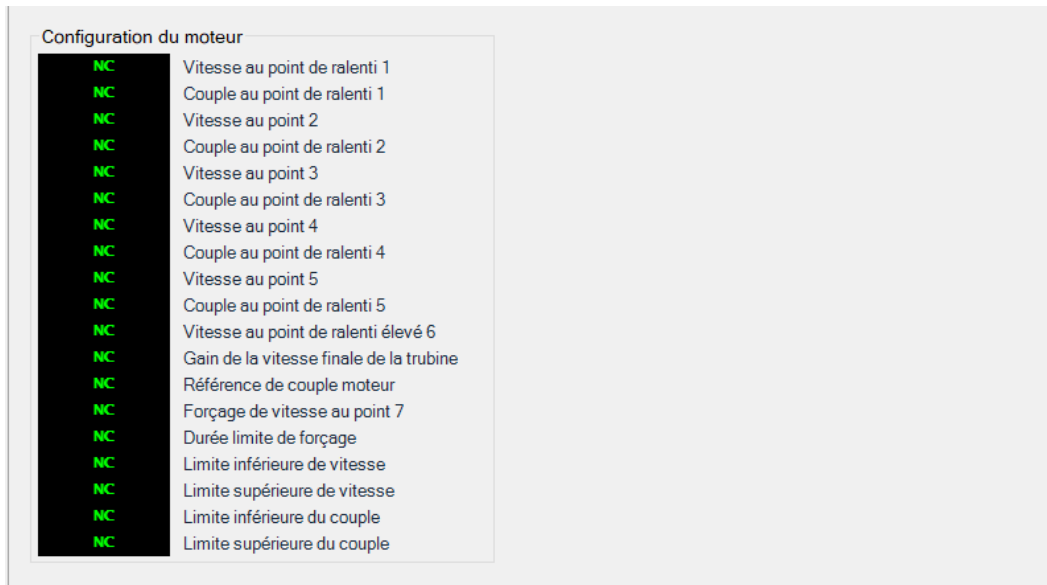 Configuration du moteur
NC Vitesse au point de ralenti 1
NC Couple au point de ralenti 1
NC Vitesse au point 2
NC Couple au point de ralenti 2
NC Vitesse au point 3
NC Couple au point de ralenti 3
NC Vitesse au point 4
NC Couple au point de ralenti 4
NC Vitesse au point 5
NC Couple au point de ralenti 5
NC Vitesse au point de ralenti élevé 6
NC Gain de la vitesse finale de la trubine
NC Référence de couple moteur
NC Forçage de vitesse au point 7
NC Durée limite de forçage
NC Limite inférieure de vitesse
NC Limite supérieure de vitesse
NC Limite inférieure du couple
NC Limite supérieure du couple